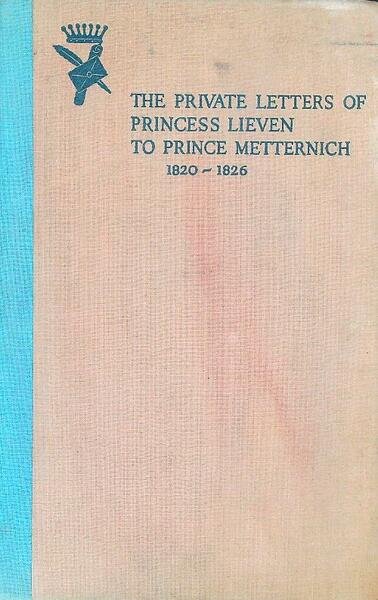 THE PRIVATE LETTERS OF
PRINCESS LIEVEN
TO PRINCE METTERNICH
1820 ~ 1826